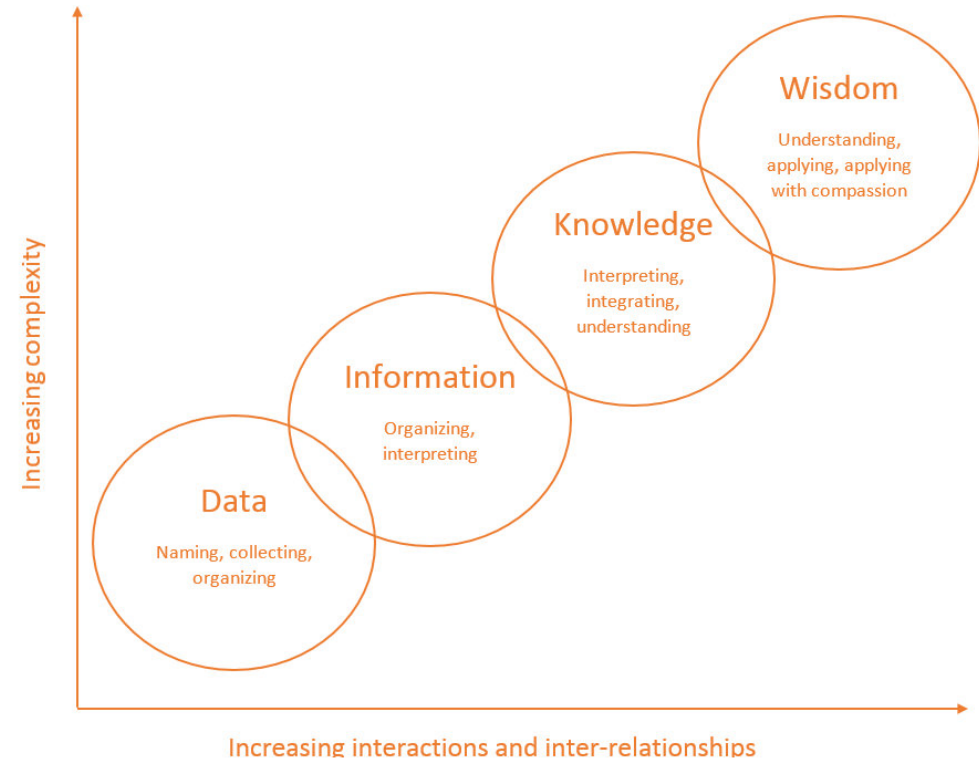 Wisdom
Understanding,
applying, applying
with compassion
Knowledge
Interpreting,
integrating,
understanding
Information
Organizing,
interpreting
Data
Naming, collecting,
organizing
Increasing complexity
Increasing interactions and inter-relationships